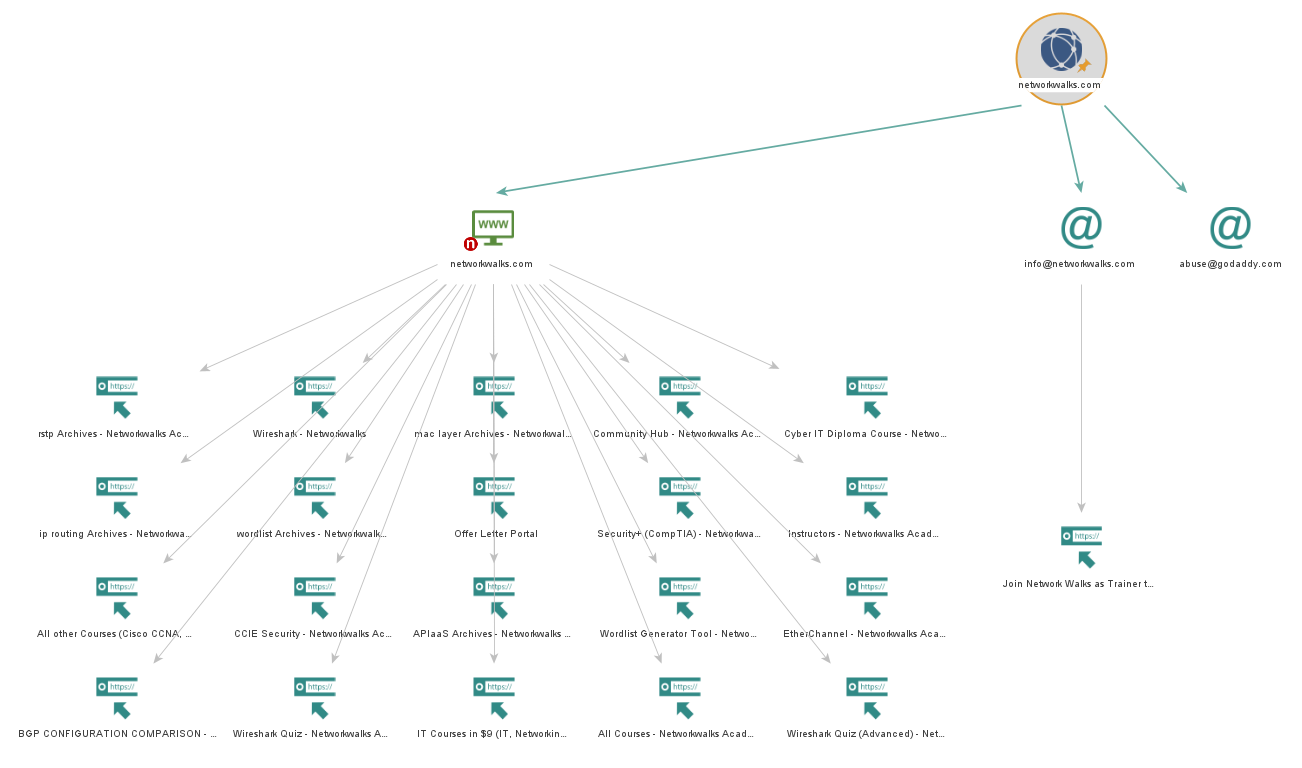 networkwalks.com
www
n
networkwalks.com
info@networkwalks.com
abuse@godaddy.com
https:// https:// https:// https:// https://
rstp Archives - Networkwalks Ac... Wireshark - Networkwalks mac layer Archives - Networkwal... Community Hub - Networkwalks Ac... Cyber IT Diploma Course - Netwo...
https:// https:// https:// https:// https://
ip routing Archives - Networkwa... wordlist Archives - Networkwalk... Offer Letter Portal Security+ (CompTIA) - Networkwa... Instructors - Networkwalks Acad...
https://
Join Network Walks as Trainer t...
https:// https:// https:// https:// https://
All other Courses (Cisco CCNA, ... CCIE Security - Networkwalks Ac... APIaaS Archives - Networkwalks ... Wordlist Generator Tool - Netwo... EtherChannel - Networkwalks Aca...
https:// https:// https:// https:// https://
BGP CONFIGURATION COMPARISON - ... Wireshark Quiz - Networkwalks A... IT Courses in $9 (IT, Networkin... All Courses - Networkwalks Acad... Wireshark Quiz (Advanced) - Net...